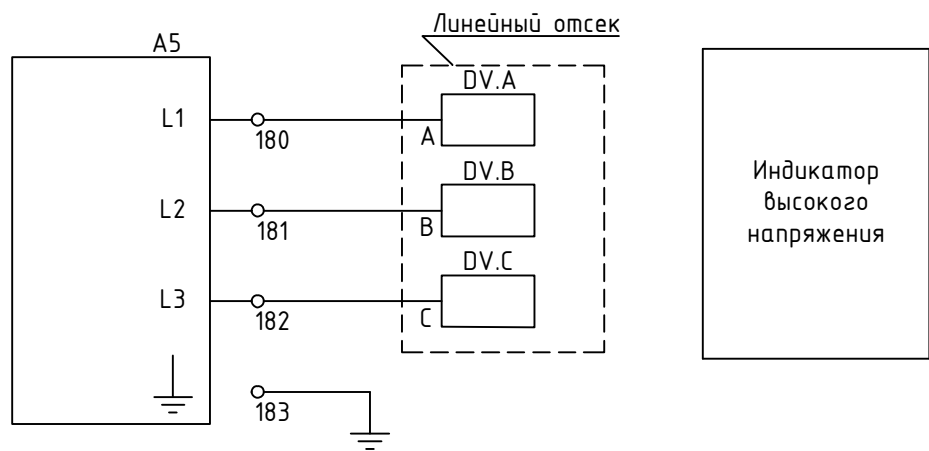 Линейный отсек
A5
DV.A
L1
180
A
DV.B
L2
181
B
DV.C
L3
182
C
183
Индикатор
высокого
напряжения